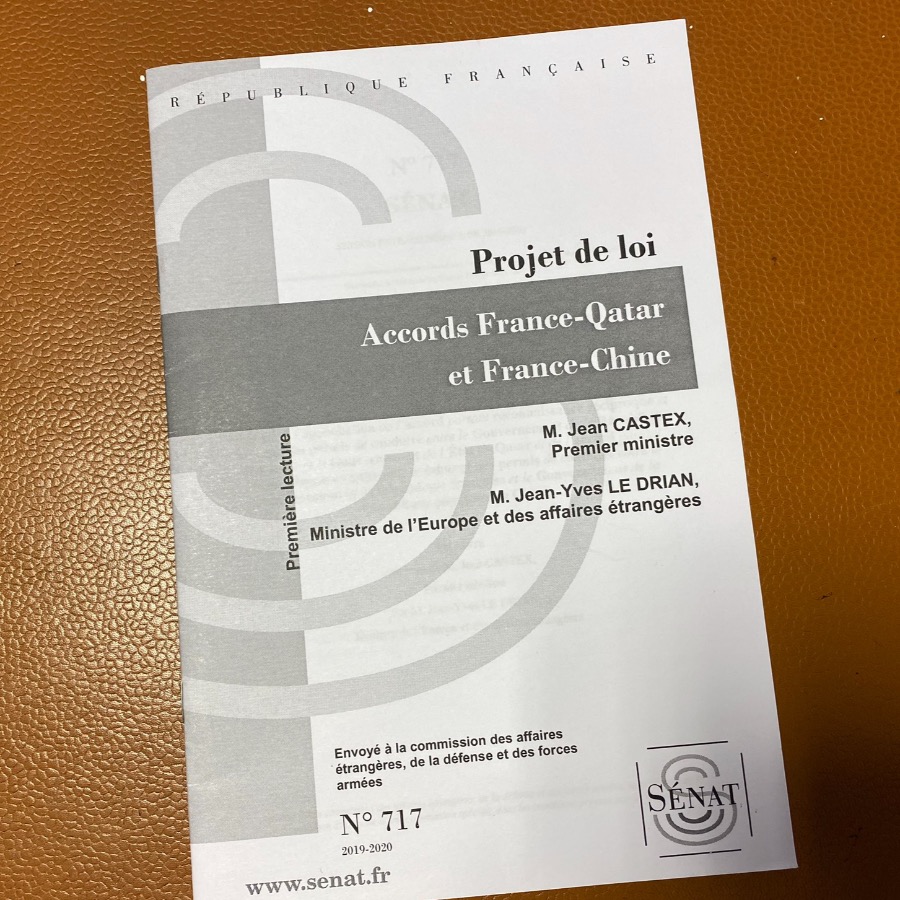 RÉPUBLIQUE FRANÇAISE
Projet de loi
Accords France-Qatar
et France-Chine
M. Jean CASTEX,
Premier ministre
M. Jean-Yves LE DRIAN,
Ministre de l'Europe et des affaires étrangères
Première lecture
Envoyé à la commission des affaires
étrangères, de la défense et des forces
armées
N° 717
2019-2020
www.senat.fr
SÉNAT